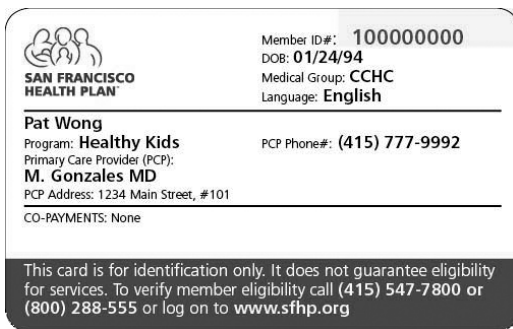 SAN FRANCISCO
HEALTH PLAN
Member ID#: 100000000
DOB: 01/24/94
Medical Group: CCHC
Language: English
Pat Wong
Program: Healthy Kids
PCP Phone#: (415) 777-9992
Primary Care Provider (PCP):
M. Gonzales MD
PCP Address: 1234 Main Street, #101
CO-PAYMENTS: None
This card is for identification only. It does not guarantee eligibility
for services. To verify member eligibility call (415) 547-7800 or
(800) 288-555 or log on to www.sfhp.org